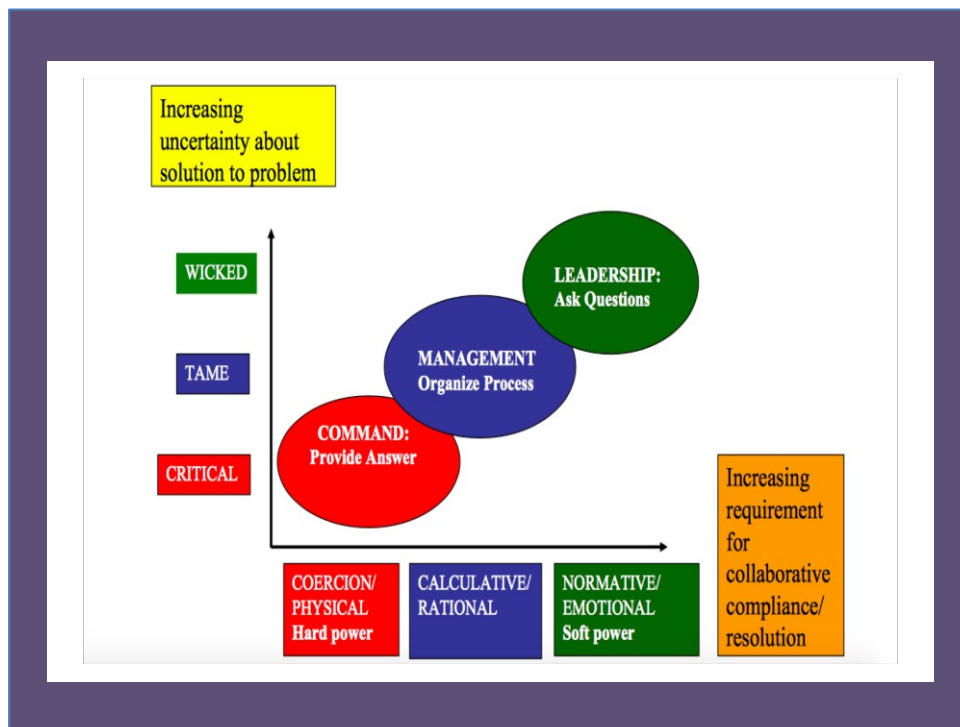 Increasing
uncertainty about
solution to problem
WICKED
LEADERSHIP:
Ask Questions
TAME
MANAGEMENT
Organize Process
COMMAND:
Provide Answer
CRITICAL
Increasing
requirement
for
collaborative
compliance/
resolution
COERCION/
PHYSICAL
Hard power
CALCULATIVE/
RATIONAL
NORMATIVE/
EMOTIONAL
Soft power